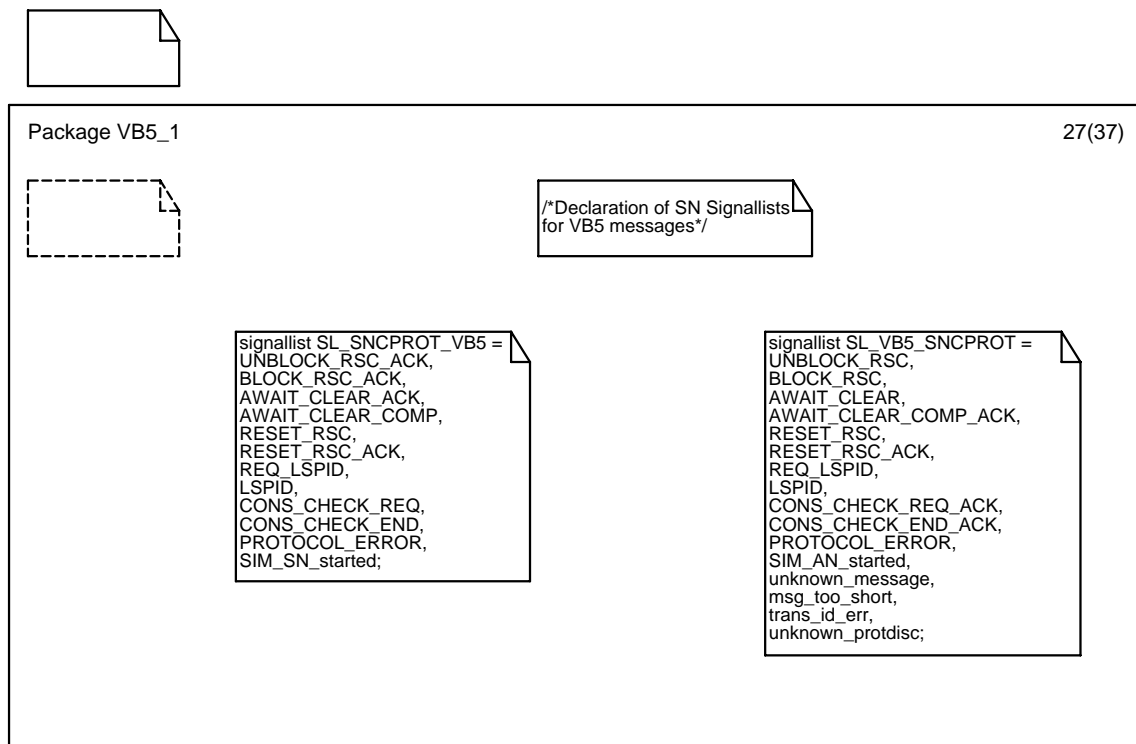 Package VB5_1
27(37)
/*Declaration of SN Signallists
for VB5 messages*/
signallist SL_SNCPROT_VB5 =
UNBLOCK_RSC_ACK,
BLOCK_RSC_ACK,
AWAIT_CLEAR_ACK,
AWAIT_CLEAR_COMP,
RESET_RSC,
RESET_RSC_ACK,
REQ_LSPID,
LSPID,
CONS_CHECK_REQ,
CONS_CHECK_END,
PROTOCOL_ERROR,
SIM_SN_started;
signallist SL_VB5_SNCPROT =
UNBLOCK_RSC,
BLOCK_RSC,
AWAIT_CLEAR,
AWAIT_CLEAR_COMP_ACK,
RESET_RSC,
RESET_RSC_ACK,
REQ_LSPID,
LSPID,
CONS_CHECK_REQ_ACK,
CONS_CHECK_END_ACK,
PROTOCOL_ERROR,
SIM_AN_started,
unknown_message,
msg_too_short,
trans_id_err,
unknown_protdisc;